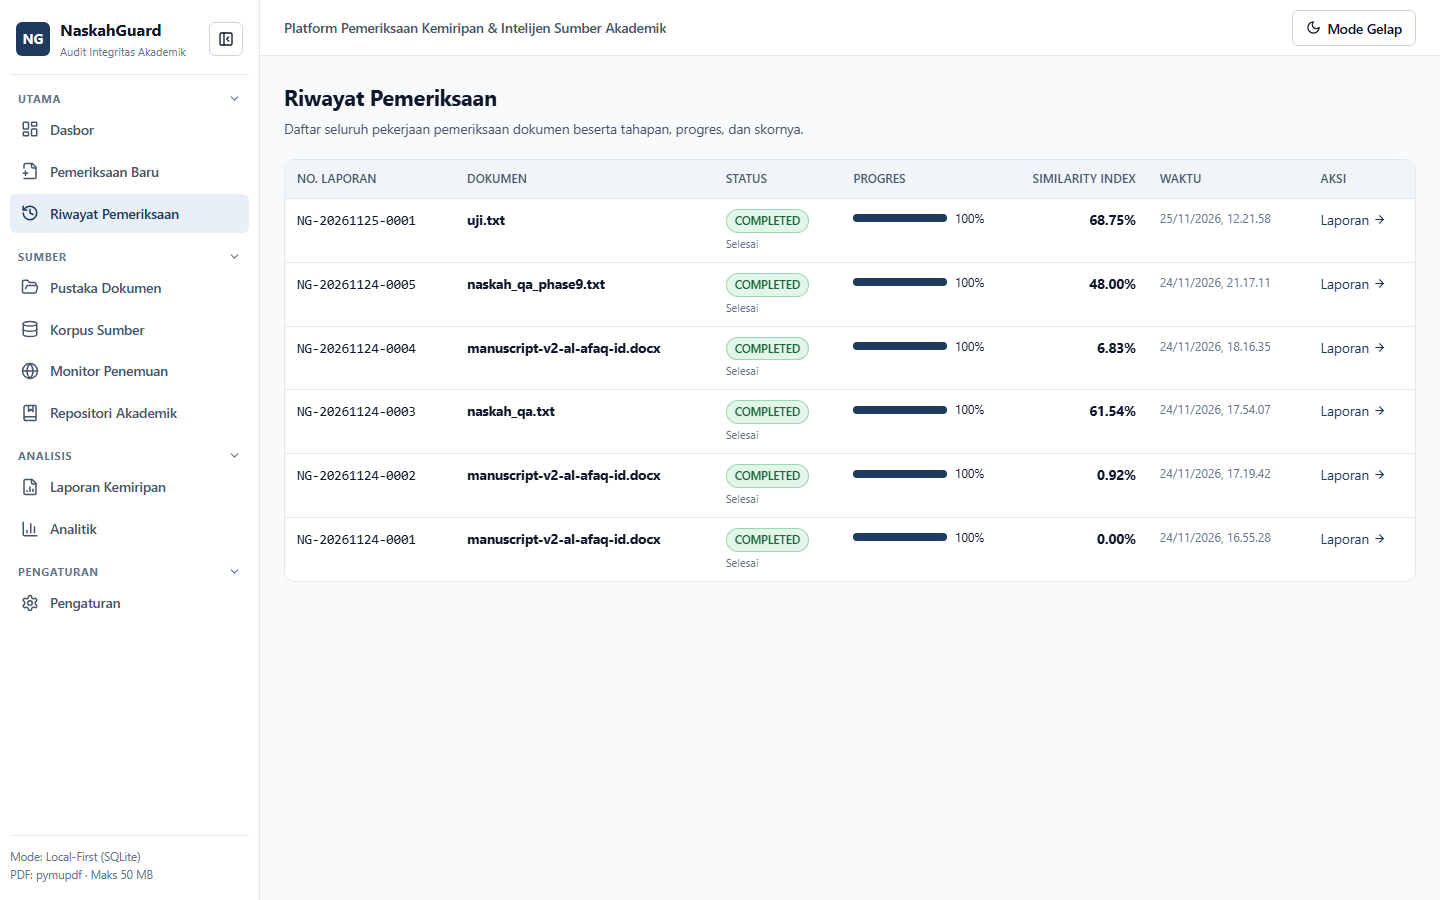 NG
NaskahGuard
Audit Integritas Akademik
UTAMA
Dasbor
Pemeriksaan Baru
Riwayat Pemeriksaan
SUMBER
Pustaka Dokumen
Korpus Sumber
Monitor Penemuan
Repositori Akademik
ANALISIS
Laporan Kemiripan
Analitik
PENGATURAN
Pengaturan
Mode: Local-First (SQLite)
PDF: pymupdf · Maks 50 MB
Platform Pemeriksaan Kemiripan & Intelijen Sumber Akademik
Mode Gelap
Riwayat Pemeriksaan
Daftar seluruh pekerjaan pemeriksaan dokumen beserta tahapan, progres, dan skornya.
NO. LAPORAN DOKUMEN STATUS PROGRES SIMILARITY INDEX WAKTU AKSI
NG-20261125-0001 uji.txt COMPLETED 100% 68.75% 25/11/2026, 12.21.58 Laporan →
Selesai
NG-20261124-0005 naskah_qa_phase9.txt COMPLETED 100% 48.00% 24/11/2026, 21.17.11 Laporan →
Selesai
NG-20261124-0004 manuscript-v2-al-afaq-id.docx COMPLETED 100% 6.83% 24/11/2026, 18.16.35 Laporan →
Selesai
NG-20261124-0003 naskah_qa.txt COMPLETED 100% 61.54% 24/11/2026, 17.54.07 Laporan →
Selesai
NG-20261124-0002 manuscript-v2-al-afaq-id.docx COMPLETED 100% 0.92% 24/11/2026, 17.19.42 Laporan →
Selesai
NG-20261124-0001 manuscript-v2-al-afaq-id.docx COMPLETED 100% 0.00% 24/11/2026, 16.55.28 Laporan →
Selesai